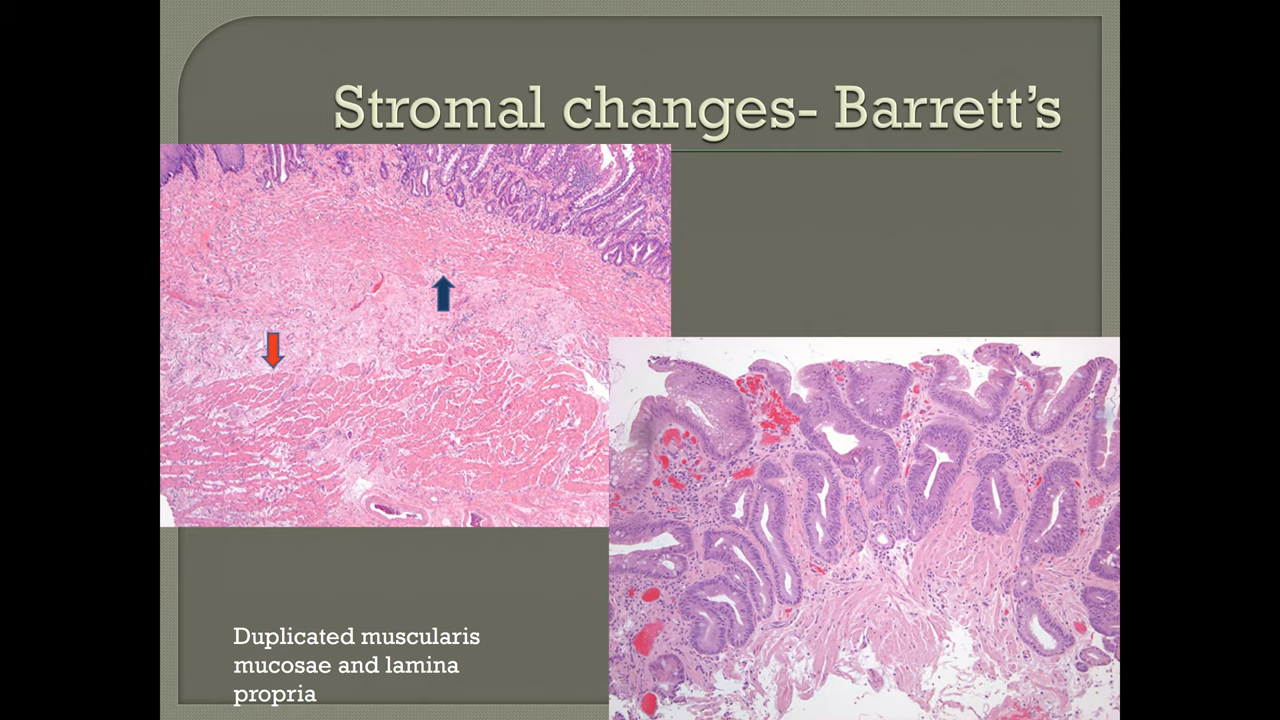 Stromal changes- Barrett’s
Duplicated muscularis
mucosae and lamina
propria